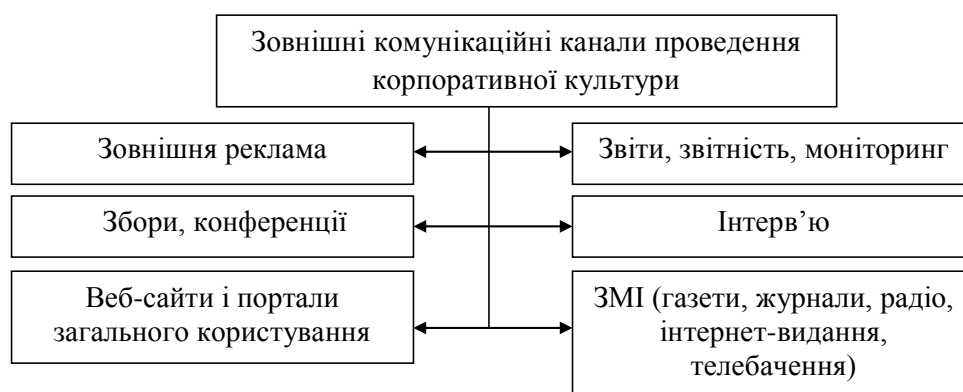 Зовнішні комунікаційні канали проведення
корпоративної культури
Зовнішня реклама
Звіти, звітність, моніторинг
Збори, конференції
Інтерв’ю
Веб-сайти і портали
загального користування
ЗМІ (газети, журнали, радіо,
інтернет-видання,
телебачення)